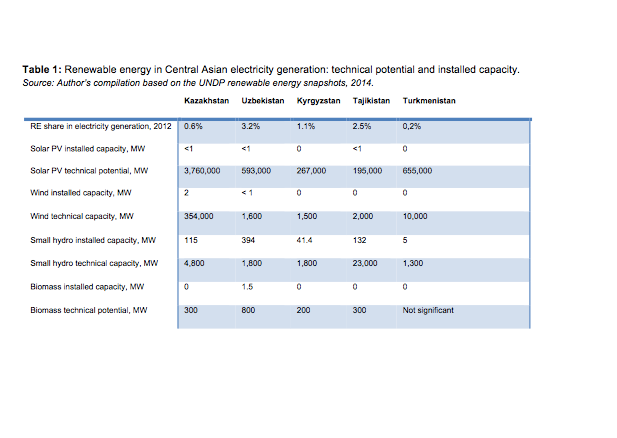 Table 1: Renewable energy in Central Asian electricity generation: technical potential and installed capacity.
Source: Author's compilation based on the UNDP renewable energy snapshots, 2014.
Kazakhstan Uzbekistan Kyrgyzstan Tajikistan Turkmenistan
RE share in electricity generation, 2012 0.6% 3.2% 1.1% 2.5% 0,2%
Solar PV installed capacity, MW <1 <1 0 <1 0
Solar PV technical potential, MW 3,760,000 593,000 267,000 195,000 655,000
Wind installed capacity, MW 2 < 1 0 0 0
Wind technical capacity, MW 354,000 1,600 1,500 2,000 10,000
Small hydro installed capacity, MW 115 394 41.4 132 5
Small hydro technical capacity, MW 4,800 1,800 1,800 23,000 1,300
Biomass installed capacity, MW 0 1.5 0 0 0
Biomass technical potential, MW 300 800 200 300 Not significant